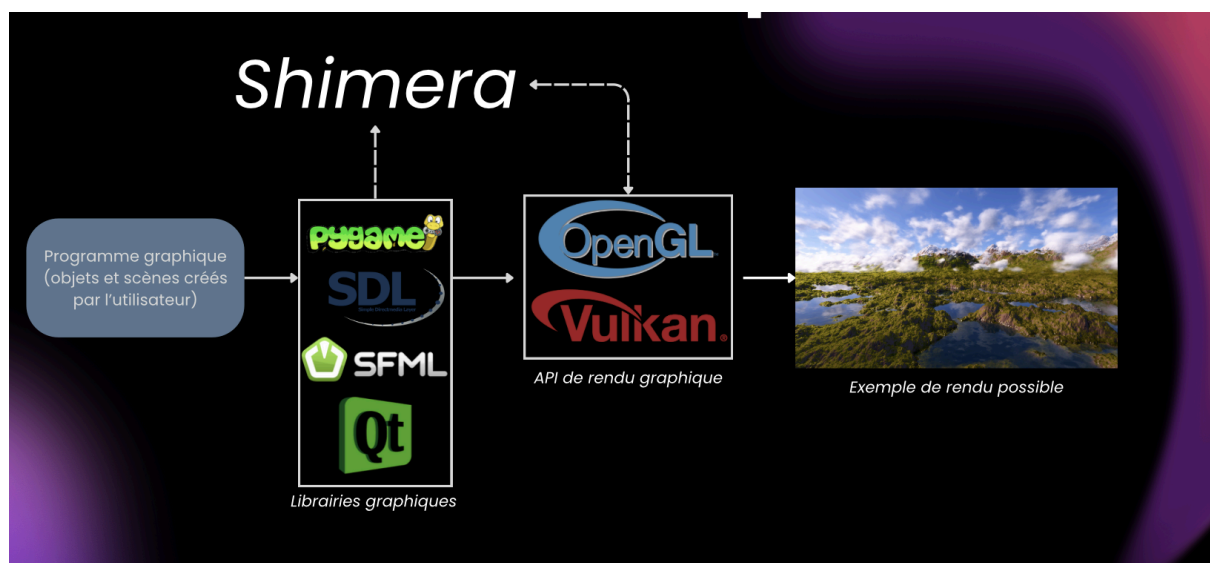 Shimera
Programme graphique
(objets et scènes créés
par l'utilisateur)
pygame
SDL
SFML
Qt
Librairies graphiques
OpenGL
Vulkan
API de rendu graphique
Exemple de rendu possible